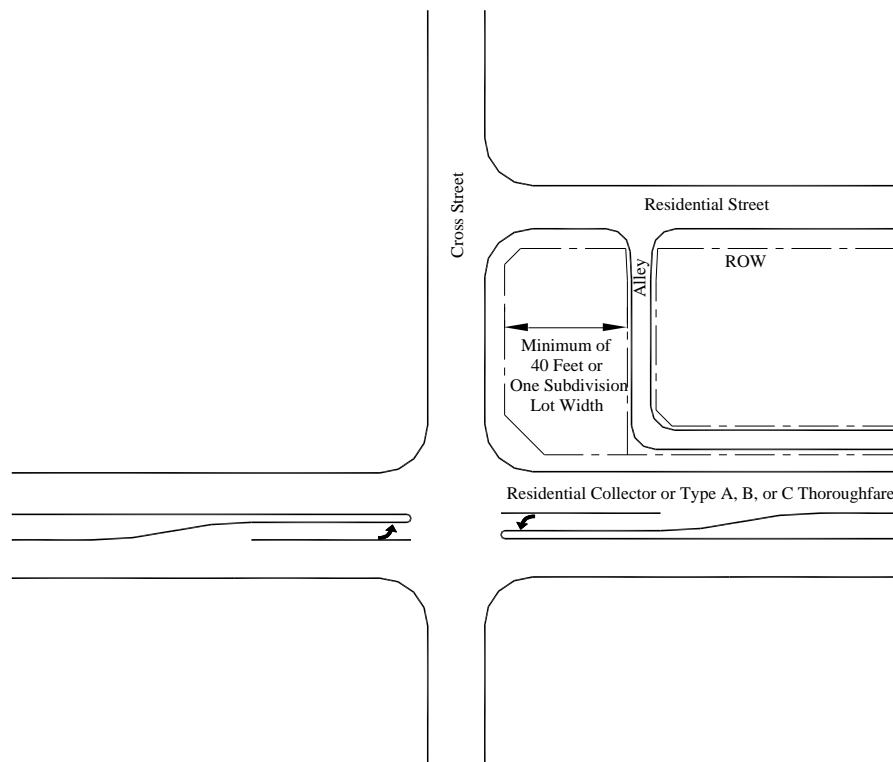 Cross Street
Residential Street
Alley
ROW
Minimum of
40 Feet or
One Subdivision
Lot Width
Residential Collector or Type A, B, or C Thoroughfare